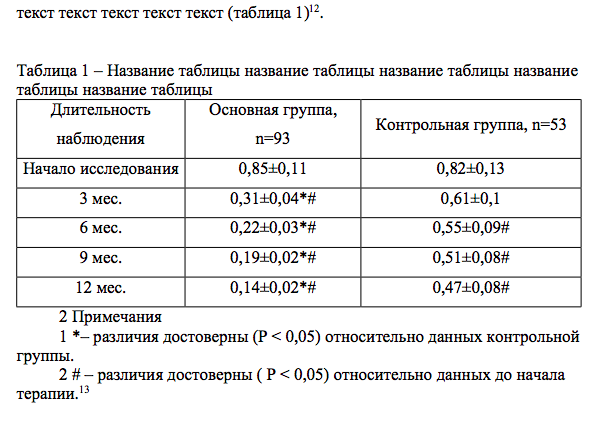 текст текст текст текст текст (таблица 1)¹².
Таблица 1 – Название таблицы название таблицы название таблицы название
таблицы название таблицы
Длительность наблюдения Основная группа, n=93 Контрольная группа, n=53
Начало исследования 0,85±0,11 0,82±0,13
3 мес. 0,31±0,04*# 0,61±0,1
6 мес. 0,22±0,03*# 0,55±0,09#
9 мес. 0,19±0,02*# 0,51±0,08#
12 мес. 0,14±0,02*# 0,47±0,08#
2 Примечания
1 *– различия достоверны (P < 0,05) относительно данных контрольной
группы.
2 # – различия достоверны ( P < 0,05) относительно данных до начала
терапии.¹³